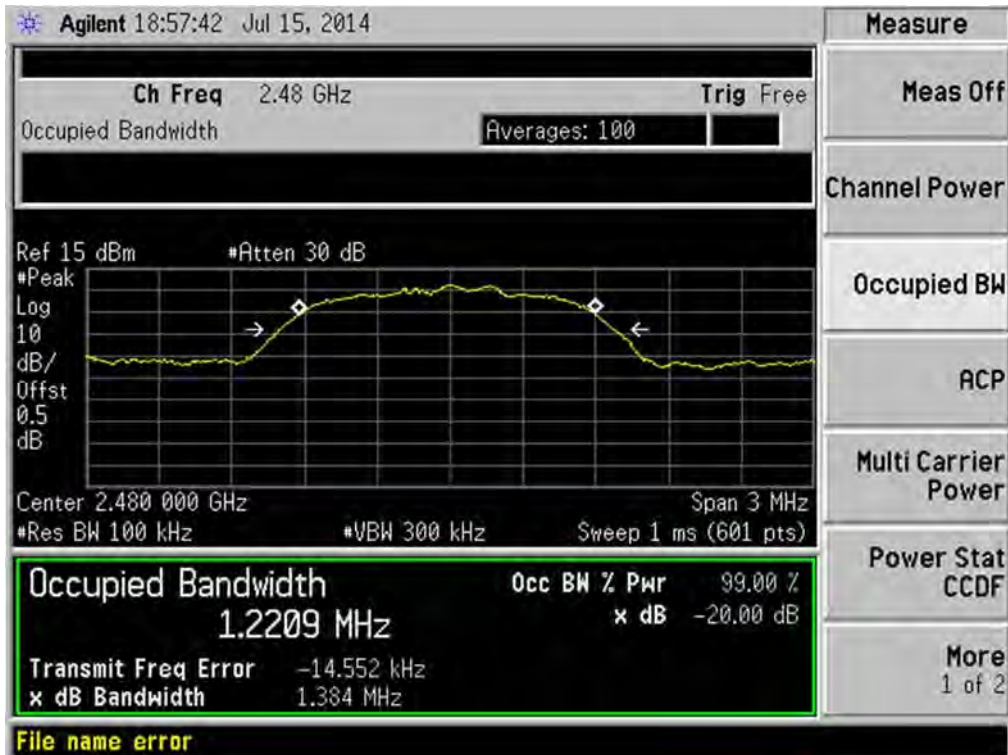 Agilent 18:57:42 Jul 15, 2014
Measure
Ch Freq 2.48 GHz Trig Free
Occupied Bandwidth Averages: 100
Meas Off
Channel Power
Occupied BW
ACP
Multi Carrier
Power
Power Stat
CCDF
More
1 of 2
Ref 15 dBm #Atten 30 dB
#Peak
Log
10
dB/
Offst
0.5
dB
Center 2.480 000 GHz Span 3 MHz
#Res BW 100 kHz #VBW 300 kHz Sweep 1 ms (601 pts)
Occupied Bandwidth Occ BW % Pwr 99.00 %
1.2209 MHz x dB -20.00 dB
Transmit Freq Error -14.552 kHz
x dB Bandwidth 1.384 MHz
File name error